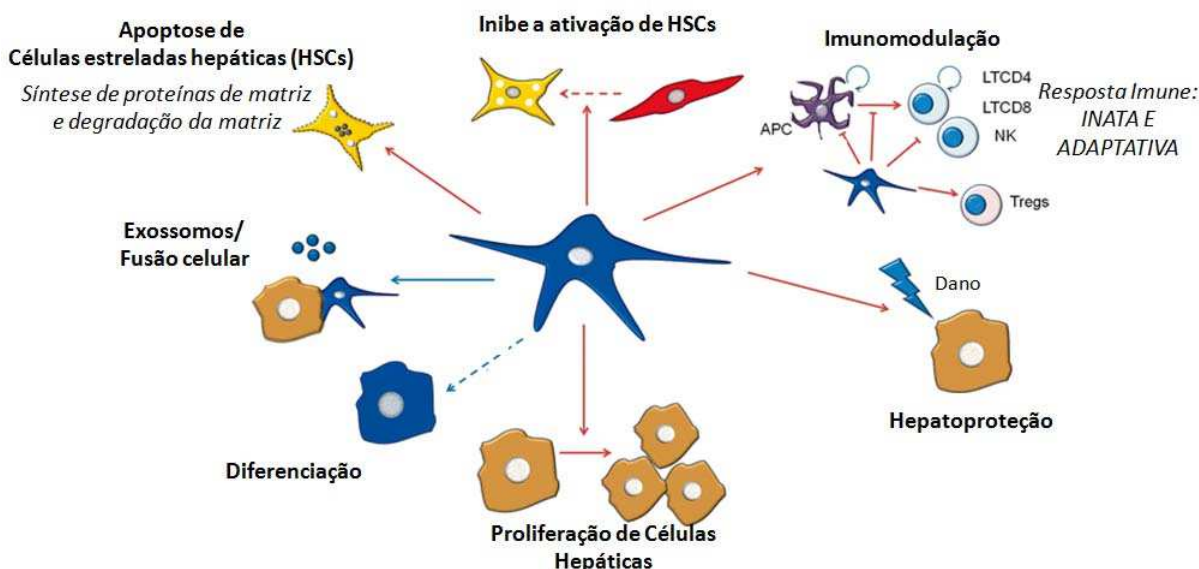 Apoptose de
Células estreladas hepáticas (HSCs)
Síntese de proteínas de matriz
e degradação da matriz
Inibe a ativação de HSCs
Imunomodulação
APC
LTCD4
LTCD8
NK
Tregs
Resposta Imune:
INATA E
ADAPTATIVA
Exossomos/
Fusão celular
Dano
Hepatoproteção
Diferenciação
Proliferação de Células
Hepáticas